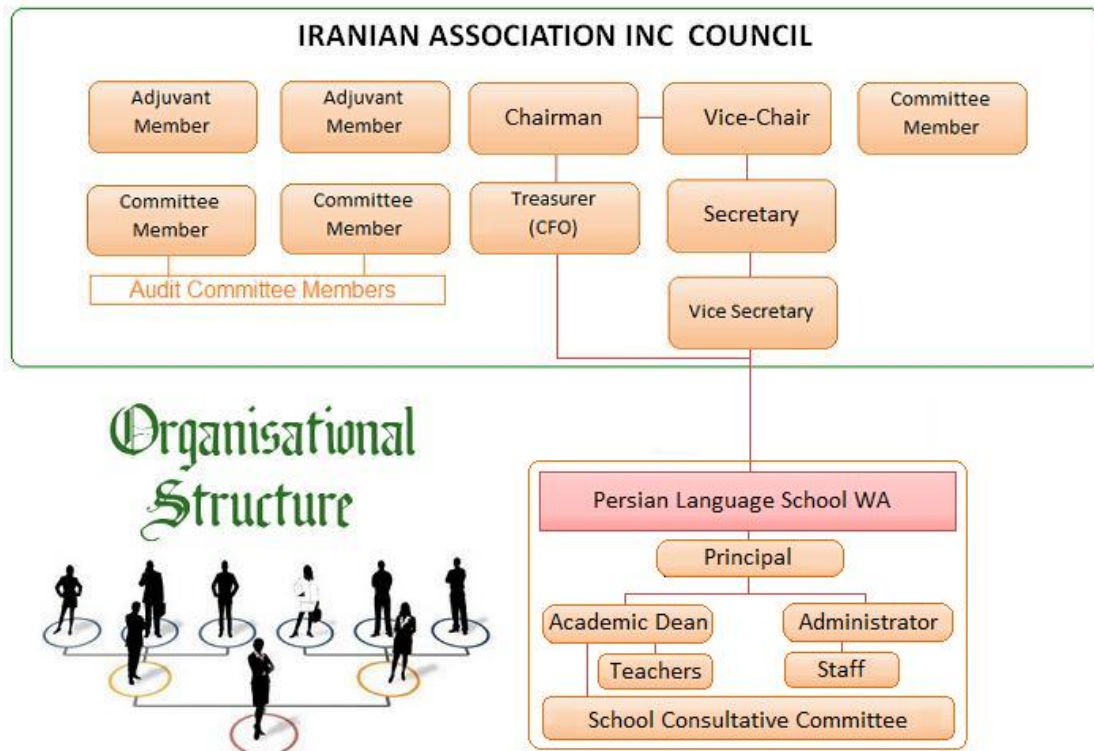 IRANIAN ASSOCIATION INC COUNCIL
Adjuvant
Member
Adjuvant
Member
Chairman
Vice-Chair
Committee
Member
Committee
Member
Committee
Member
Treasurer
(CFO)
Secretary
Audit Committee Members
Vice Secretary
Organisational
Structure
Persian Language School WA
Principal
Academic Dean
Administrator
Teachers
Staff
School Consultative Committee